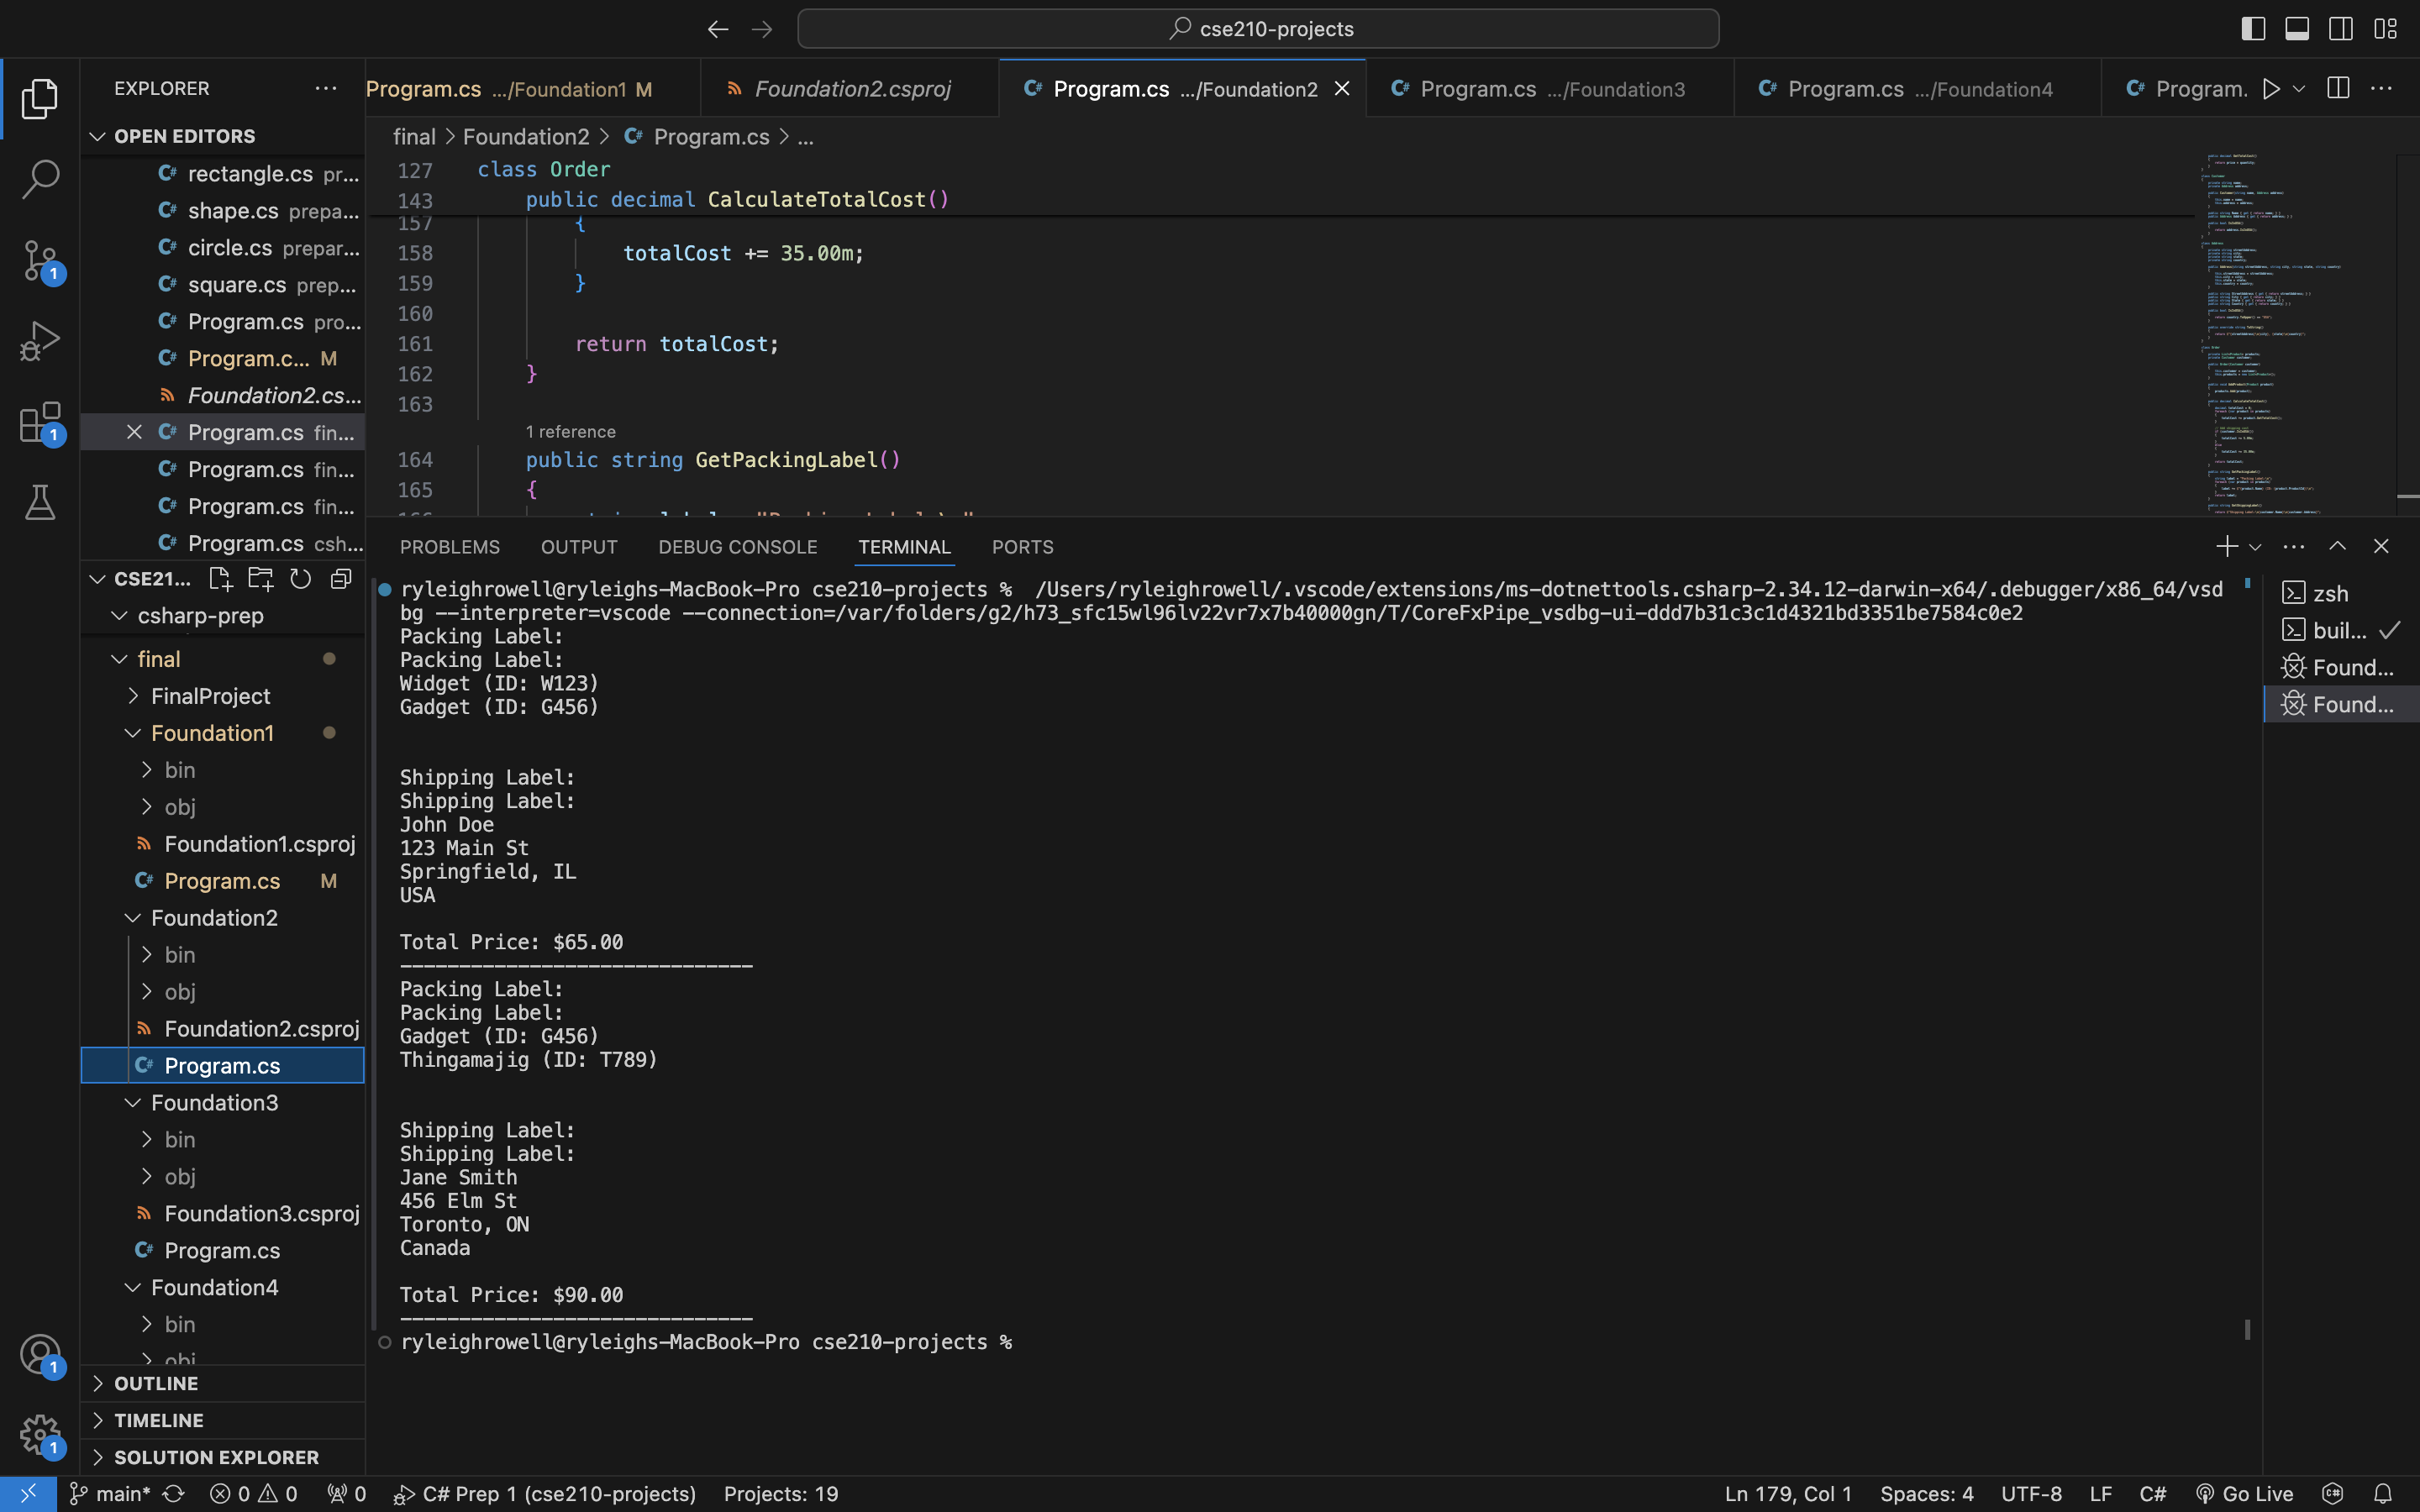 cse210-projects
EXPLORER
Program.cs .../Foundation1 M
Foundation2.csproj
Program.cs .../Foundation2
Program.cs .../Foundation3
Program.cs .../Foundation4
Program.
OPEN EDITORS
rectangle.cs pr...
shape.cs prepa...
circle.cs prepar...
square.cs prep...
Program.cs pro...
Program.c... M
Foundation2.cs...
Program.cs fin...
Program.cs fin...
Program.cs fin...
Program.cs csh...
CSE21...
csharp-prep
final
FinalProject
Foundation1
bin
obj
Foundation1.csproj
Program.cs M
Foundation2
bin
obj
Foundation2.csproj
Program.cs
Foundation3
bin
obj
Foundation3.csproj
Program.cs
Foundation4
bin
obj
OUTLINE
TIMELINE
SOLUTION EXPLORER
final > Foundation2 > Program.cs > ...
127 class Order
143 public decimal CalculateTotalCost()
157 {
158 totalCost += 35.00m;
159 }
160
161 return totalCost;
162 }
163
1 reference
164 public string GetPackingLabel()
165 {
PROBLEMS OUTPUT DEBUG CONSOLE TERMINAL PORTS
ryleighrowell@ryleighs-MacBook-Pro cse210-projects % /Users/ryleighrowell/.vscode/extensions/ms-dotnettools.csharp-2.34.12-darwin-x64/.debugger/x86_64/vsd
bg --interpreter=vscode --connection=/var/folders/g2/h73_sfc15wl96lv22vr7x7b40000gn/T/CoreFxPipe_vsdbg-ui-ddd7b31c3c1d4321bd3351be7584c0e2
Packing Label:
Packing Label:
Widget (ID: W123)
Gadget (ID: G456)
Shipping Label:
Shipping Label:
John Doe
123 Main St
Springfield, IL
USA
Total Price: $65.00
------------------------------
Packing Label:
Packing Label:
Gadget (ID: G456)
Thingamajig (ID: T789)
Shipping Label:
Shipping Label:
Jane Smith
456 Elm St
Toronto, ON
Canada
Total Price: $90.00
------------------------------
ryleighrowell@ryleighs-MacBook-Pro cse210-projects %
zsh
buil...
Found...
Found...
1
1
1
1
main* 0 0 0 C# Prep 1 (cse210-projects) Projects: 19
Ln 179, Col 1 Spaces: 4 UTF-8 LF C# Go Live